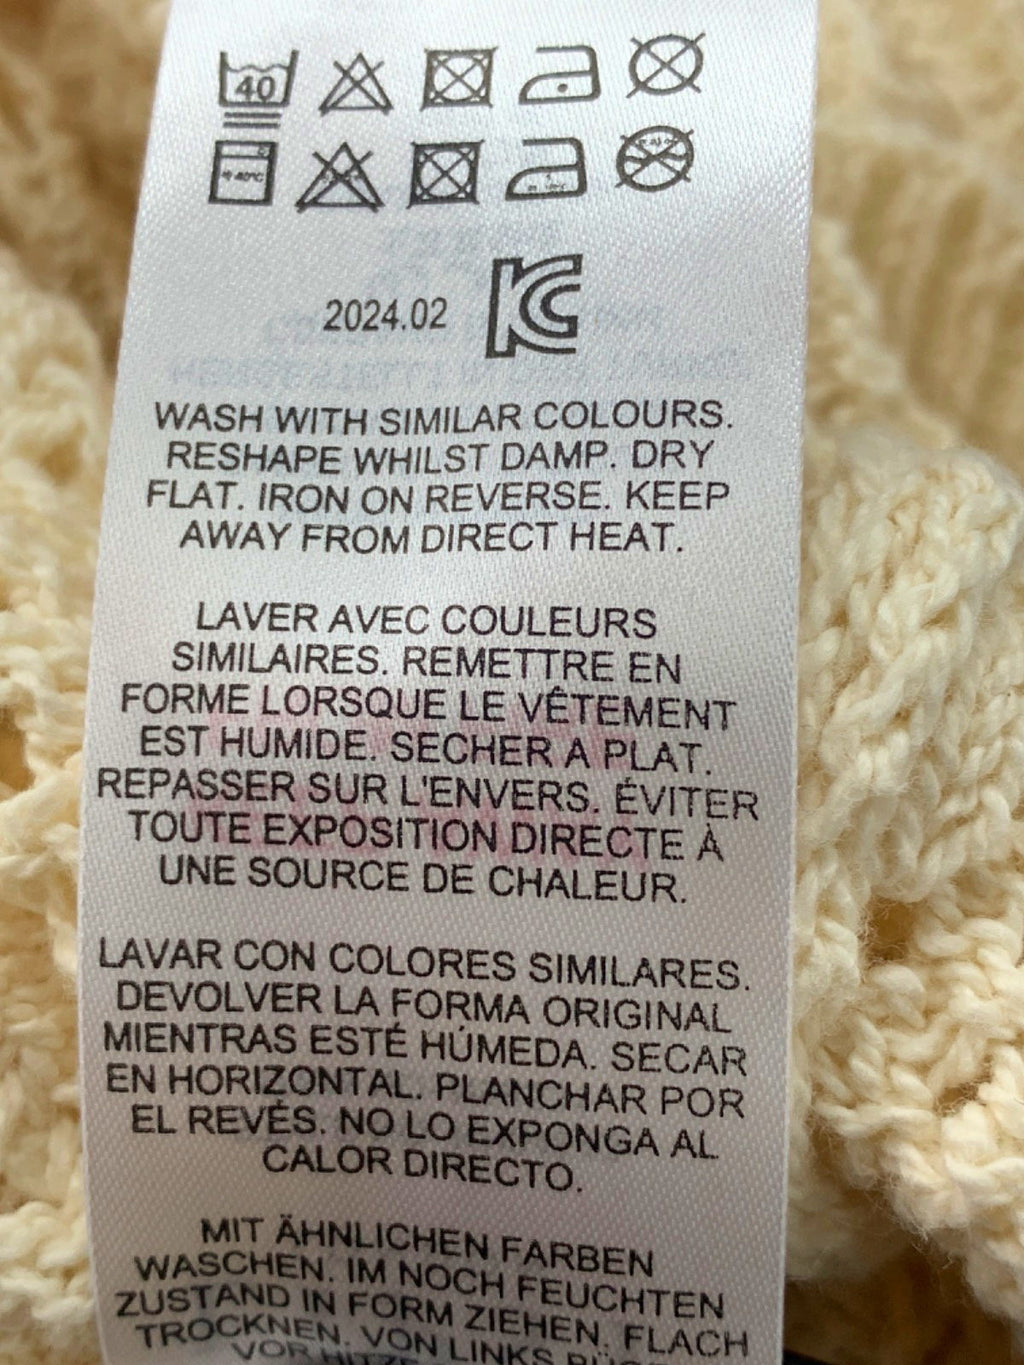 40
2024.02
WASH WITH SIMILAR COLOURS.
RESHAPE WHILST DAMP. DRY
FLAT. IRON ON REVERSE. KEEP
AWAY FROM DIRECT HEAT.
LAVER AVEC COULEURS
SIMILAIRES. REMETTRE EN
FORME LORSQUE LE VÊTEMENT
EST HUMIDE. SECHER A PLAT.
REPASSER SUR L'ENVERS. ÉVITER
TOUTE EXPOSITION DIRECTE À
UNE SOURCE DE CHALEUR.
LAVAR CON COLORES SIMILARES.
DEVOLVER LA FORMA ORIGINAL
MIENTRAS ESTÉ HÚMEDA. SECAR
EN HORIZONTAL. PLANCHAR POR
EL REVÉS. NO LO EXPONGA AL
CALOR DIRECTO.
MIT ÄHNLICHEN FARBEN
WASCHEN. IM NOCH FEUCHTEN
ZUSTAND IN FORM ZIEHEN. FLACH
TROCKNEN. VON LINKS
VOR